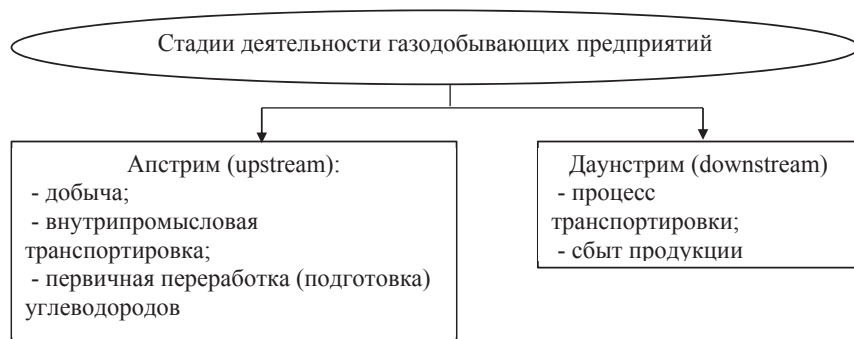 Стадии деятельности газодобывающих предприятий
Апстрим (upstream):
- добыча;
- внутрипромысловая
транспортировка;
- первичная переработка (подготовка)
углеводородов
Даунстрим (downstream)
- процесс
транспортировки;
- сбыт продукции